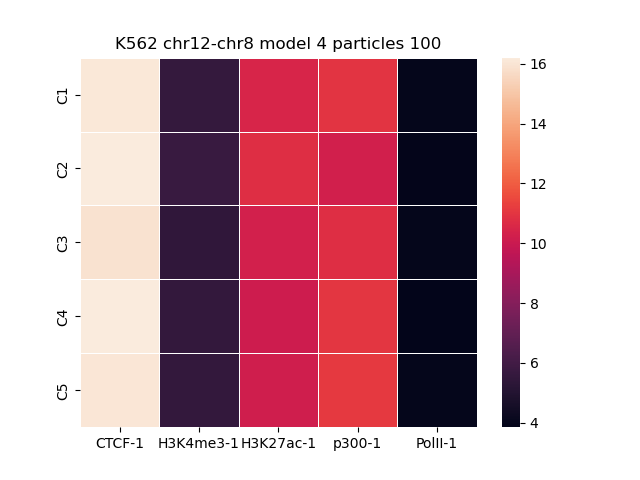 K562 chr12-chr8 model 4 particles 100
C1
C2
C3
C4
C5
CTCF-1 H3K4me3-1 H3K27ac-1 p300-1 PolII-1
16
14
12
10
8
6
4